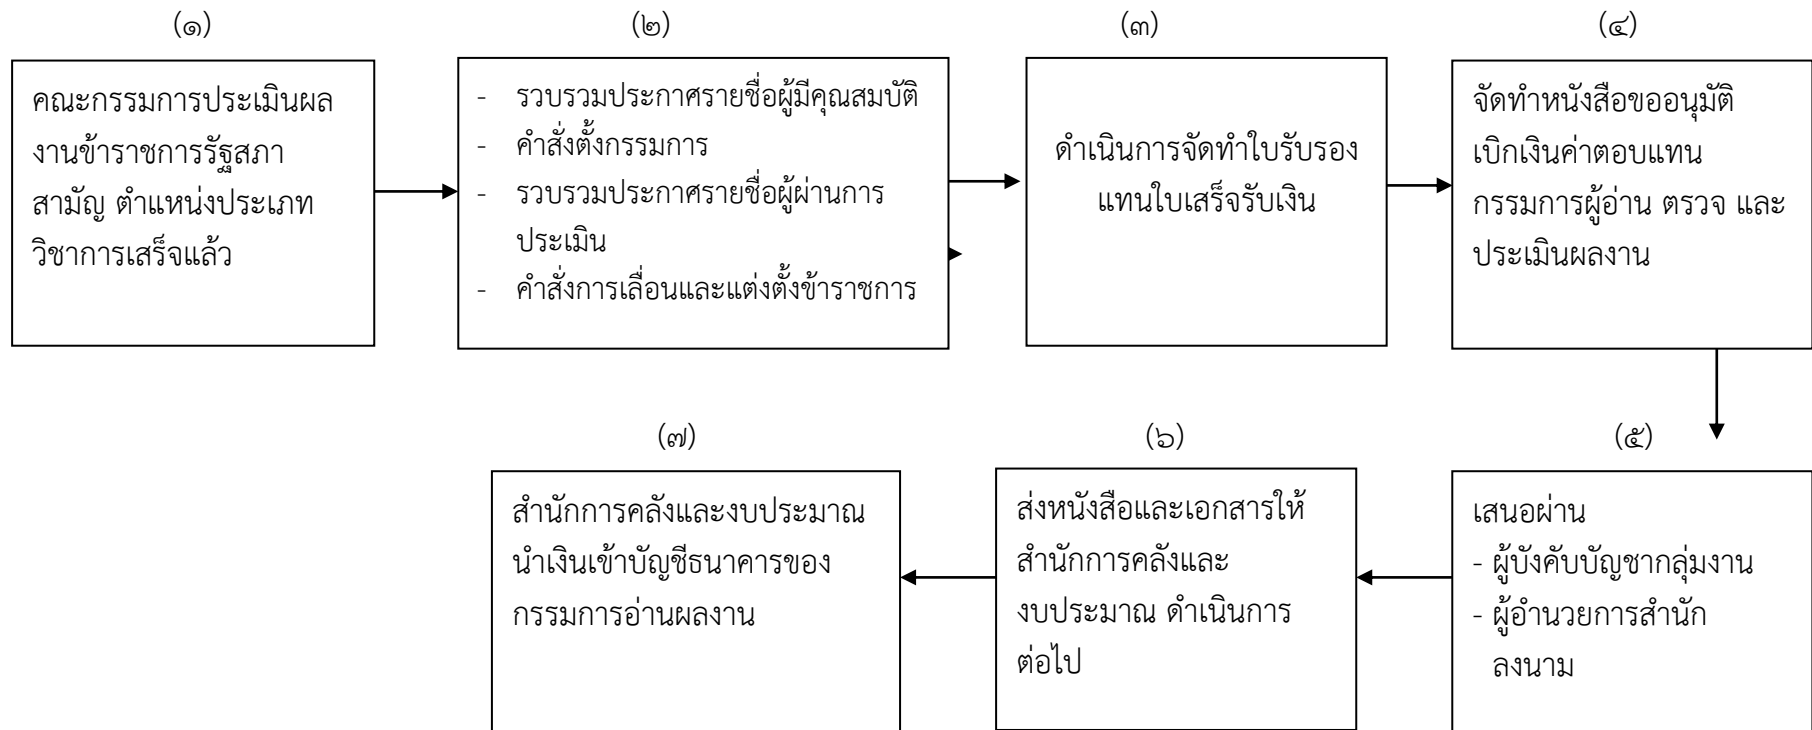 (๑)
คณะกรรมการประเมินผล
งานข้าราชการรัฐสภา
สามัญ ตำแหน่งประเภท
วิชาการเสร็จแล้ว
(๒)
- รวบรวมประกาศรายชื่อผู้มีคุณสมบัติ
- คำสั่งตั้งกรรมการ
- รวบรวมประกาศรายชื่อผู้ผ่านการ
ประเมิน
- คำสั่งการเลื่อนและแต่งตั้งข้าราชการ
(๓)
ดำเนินการจัดทำใบรับรอง
แทนใบเสร็จรับเงิน
(๔)
จัดทำหนังสือขออนุมัติ
เบิกเงินค่าตอบแทน
กรรมการผู้อ่าน ตรวจ และ
ประเมินผลงาน
(๕)
เสนอผ่าน
- ผู้บังคับบัญชากลุ่มงาน
- ผู้อำนวยการสำนัก
ลงนาม
(๖)
ส่งหนังสือและเอกสารให้
สำนักการคลังและ
งบประมาณ ดำเนินการ
ต่อไป
(๗)
สำนักการคลังและงบประมาณ
นำเงินเข้าบัญชีธนาคารของ
กรรมการอ่านผลงาน